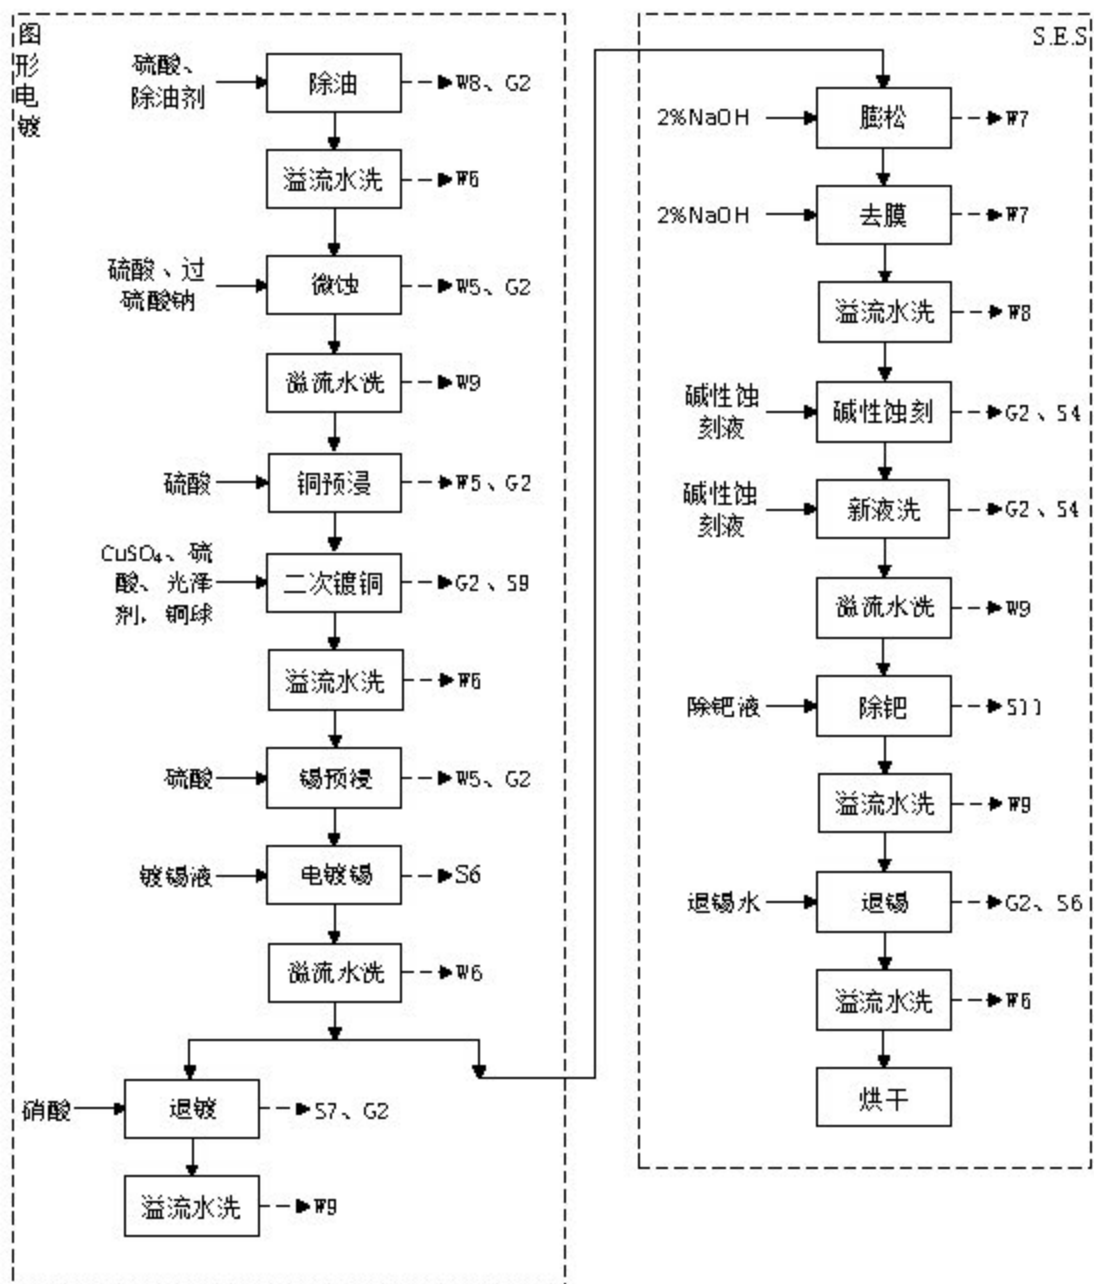 图
形
电
镀
硫酸、
除油剂
除油
W8、G2
溢流水洗
W6
硫酸、过
硫酸钠
微蚀
W5、G2
溢流水洗
W9
硫酸
铜预浸
W5、G2
CuSO₄、硫
酸、光泽
剂，铜球
二次镀铜
G2、S9
溢流水洗
W6
硫酸
锡预浸
W5、G2
镀锡液
电镀锡
S6
溢流水洗
W6
硝酸
退镀
S7、G2
溢流水洗
W9
S.E.S
2%NaOH
膨松
W7
2%NaOH
去膜
W7
溢流水洗
W8
碱性蚀
刻液
碱性蚀刻
G2、S4
碱性蚀
刻液
新液洗
G2、S4
溢流水洗
W9
除钯液
除钯
S11
溢流水洗
W9
退锡水
退锡
G2、S6
溢流水洗
W6
烘干